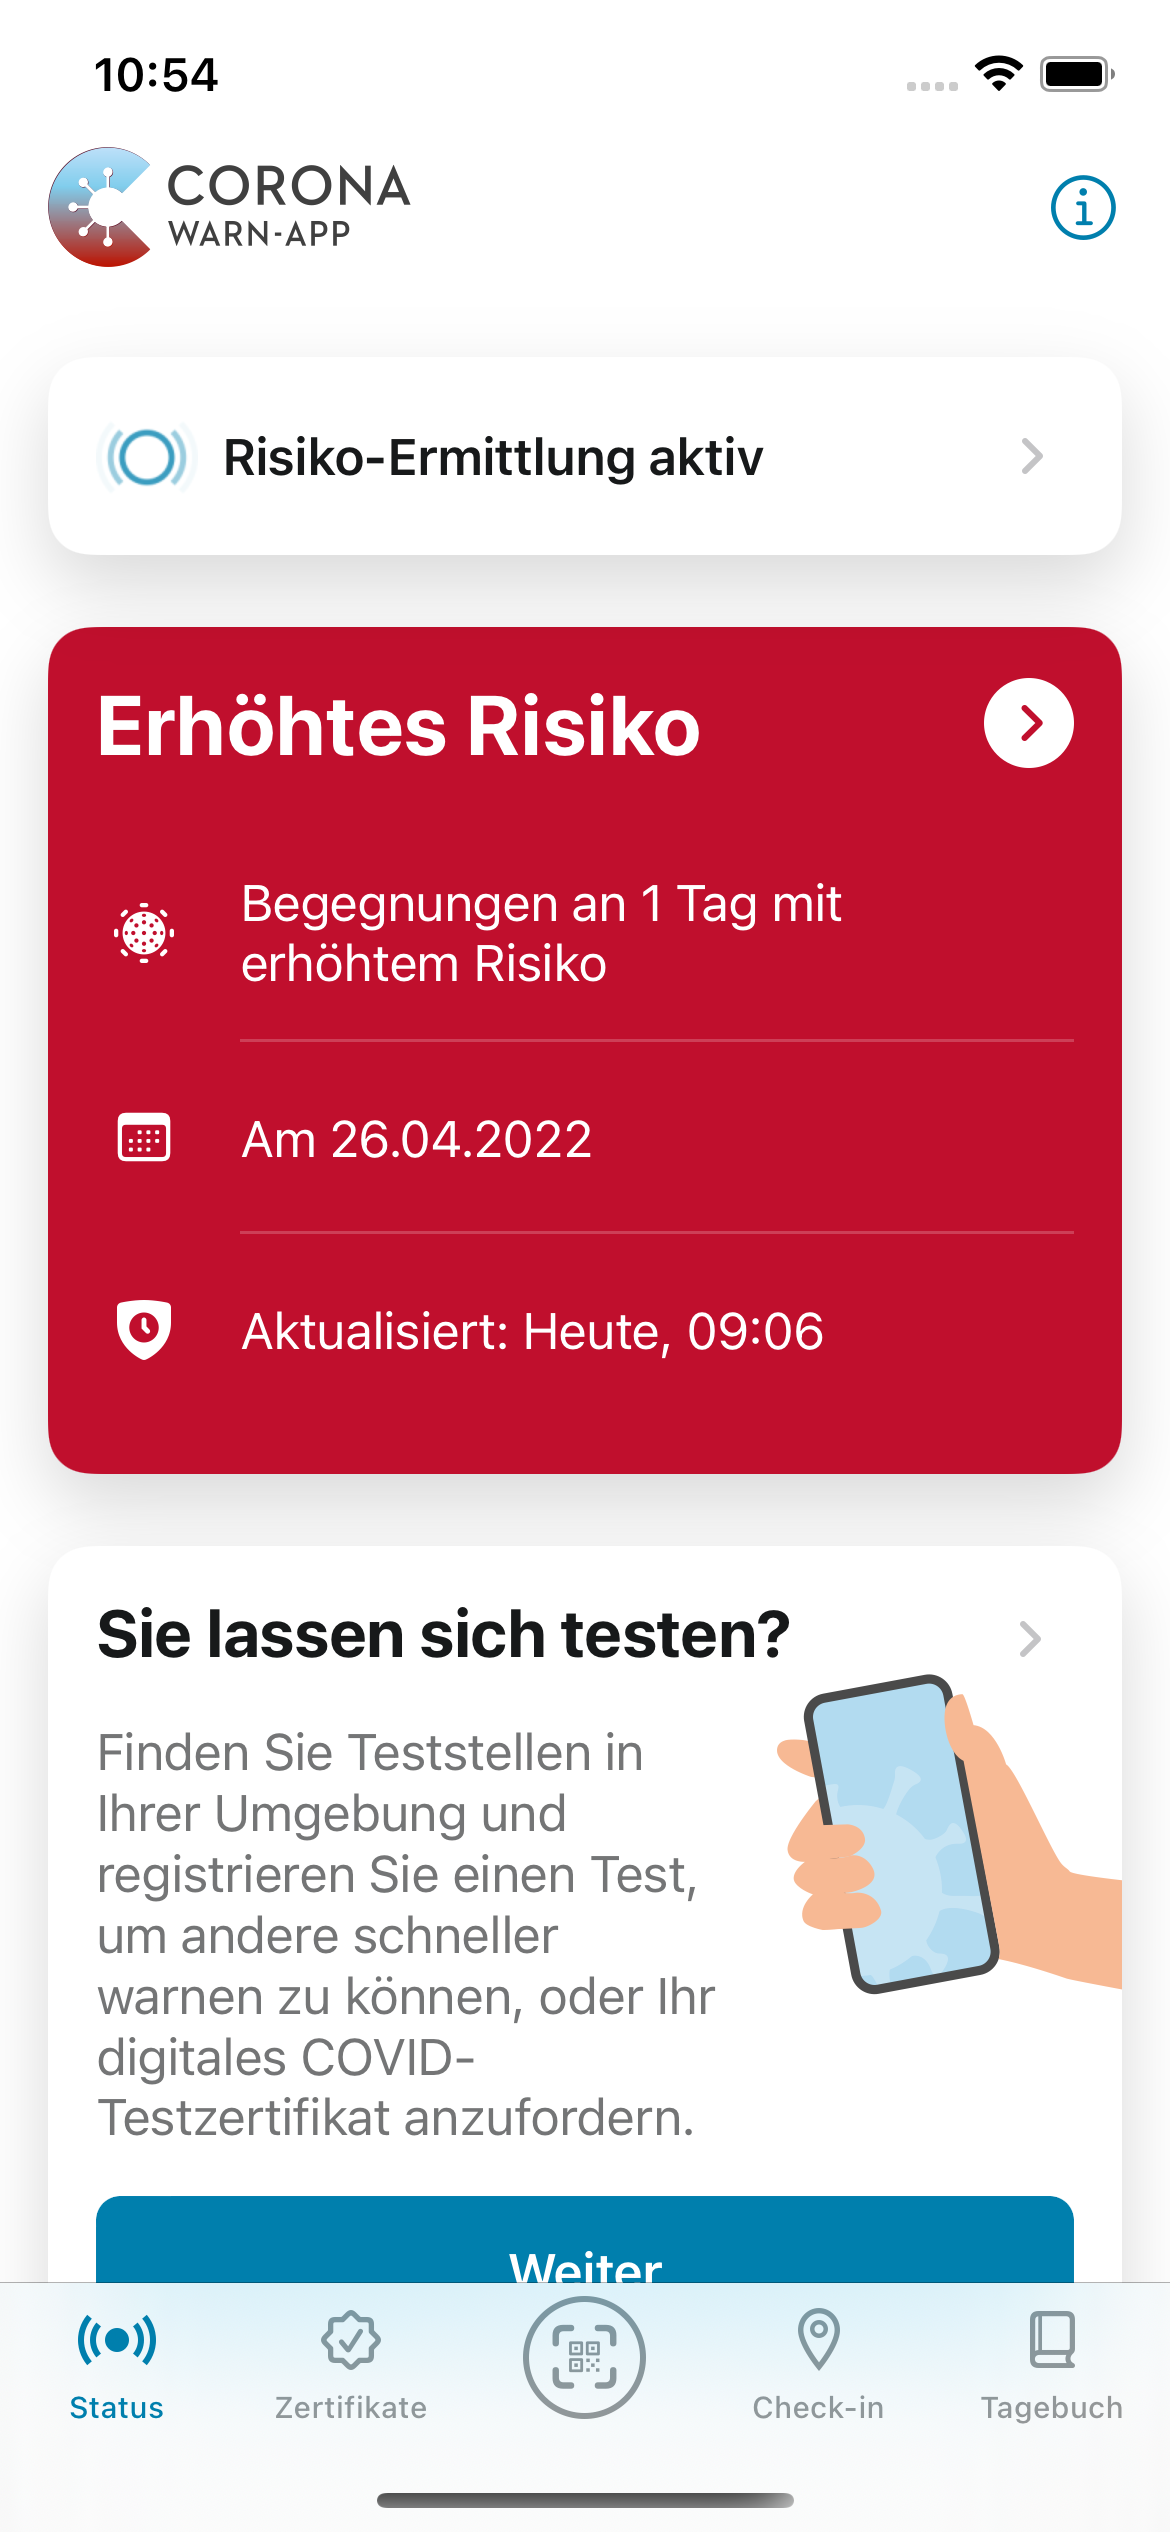 10:54
CORONA
WARN-APP
Risiko-Ermittlung aktiv
Erhöhtes Risiko
Begegnungen an 1 Tag mit
erhöhtem Risiko
Am 26.04.2022
Aktualisiert: Heute, 09:06
Sie lassen sich testen?
Finden Sie Teststellen in
Ihrer Umgebung und
registrieren Sie einen Test,
um andere schneller
warnen zu können, oder Ihr
digitales COVID-
Testzertifikat anzufordern.
Weiter
Status
Zertifikate
Check-in
Tagebuch